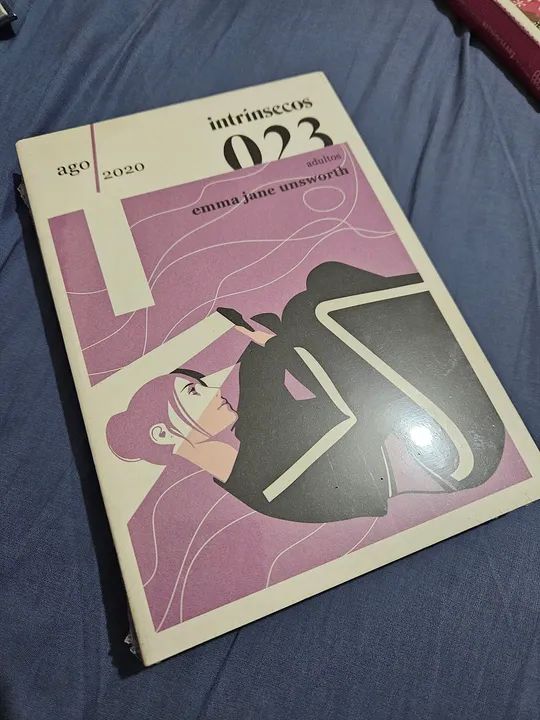 intrínsecos
ago 2020
023
adultos
emma jane unsworth